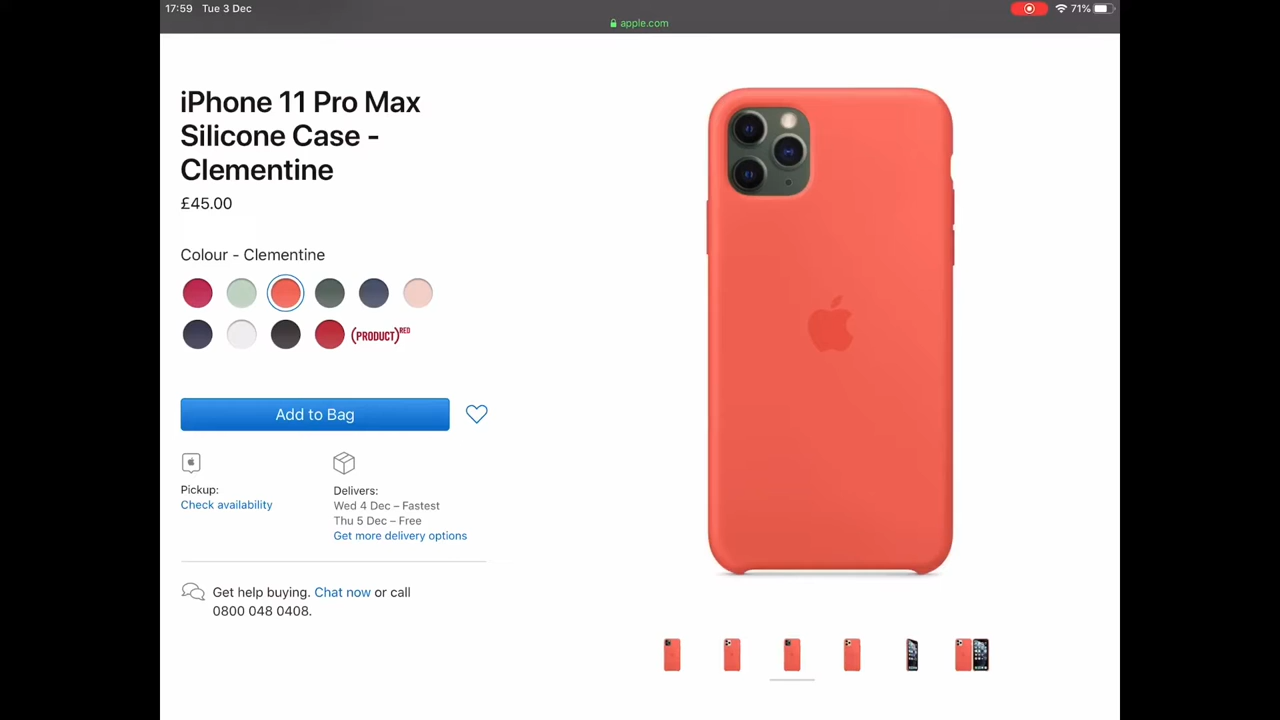 17:59 Tue 3 Dec
71%
apple.com
iPhone 11 Pro Max
Silicone Case -
Clementine
£45.00
Colour - Clementine
(PRODUCT)RED
Add to Bag
Pickup:
Check availability
Delivers:
Wed 4 Dec – Fastest
Thu 5 Dec – Free
Get more delivery options
Get help buying. Chat now or call
0800 048 0408.